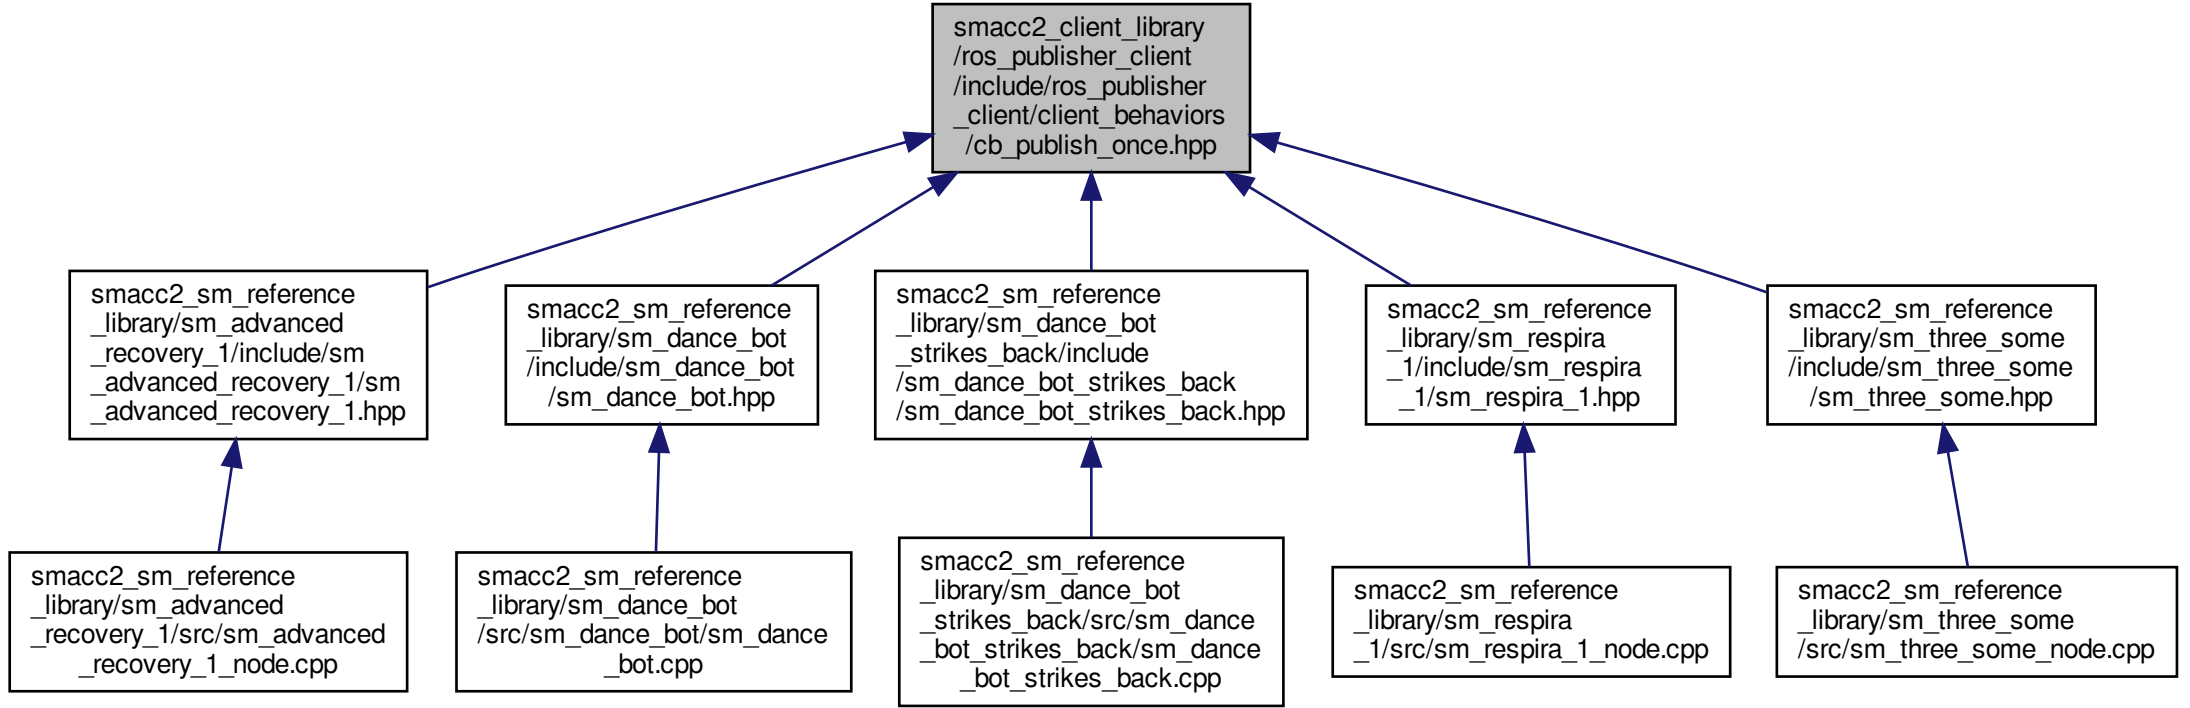 smacc2_client_library
/ros_publisher_client
/include/ros_publisher
_client/client_behaviors
/cb_publish_once.hpp
smacc2_sm_reference
_library/sm_advanced
_recovery_1/include/sm
_advanced_recovery_1/sm
_advanced_recovery_1.hpp
smacc2_sm_reference
_library/sm_dance_bot
/include/sm_dance_bot
/sm_dance_bot.hpp
smacc2_sm_reference
_library/sm_dance_bot
_strikes_back/include
/sm_dance_bot_strikes_back
/sm_dance_bot_strikes_back.hpp
smacc2_sm_reference
_library/sm_respira
_1/include/sm_respira
_1/sm_respira_1.hpp
smacc2_sm_reference
_library/sm_three_some
/include/sm_three_some
/sm_three_some.hpp
smacc2_sm_reference
_library/sm_advanced
_recovery_1/src/sm_advanced
_recovery_1_node.cpp
smacc2_sm_reference
_library/sm_dance_bot
/src/sm_dance_bot/sm_dance
_bot.cpp
smacc2_sm_reference
_library/sm_dance_bot
_strikes_back/src/sm_dance
_bot_strikes_back/sm_dance
_bot_strikes_back.cpp
smacc2_sm_reference
_library/sm_respira
_1/src/sm_respira_1_node.cpp
smacc2_sm_reference
_library/sm_three_some
/src/sm_three_some_node.cpp